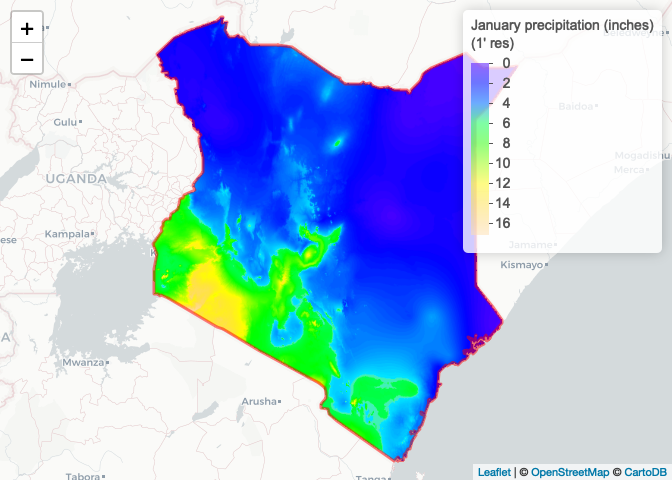 +
−
January precipitation (inches)
(1' res)
0
2
4
6
8
10
12
14
16
Nimule
Gulu
UGANDA
Kampala
ese
K
A
Mwanza
Arusha
Tabora
Tanga
Baidoa
Mogadishu
Merca
Jamame
Kismayo
Leaflet | © OpenStreetMap © CartoDB